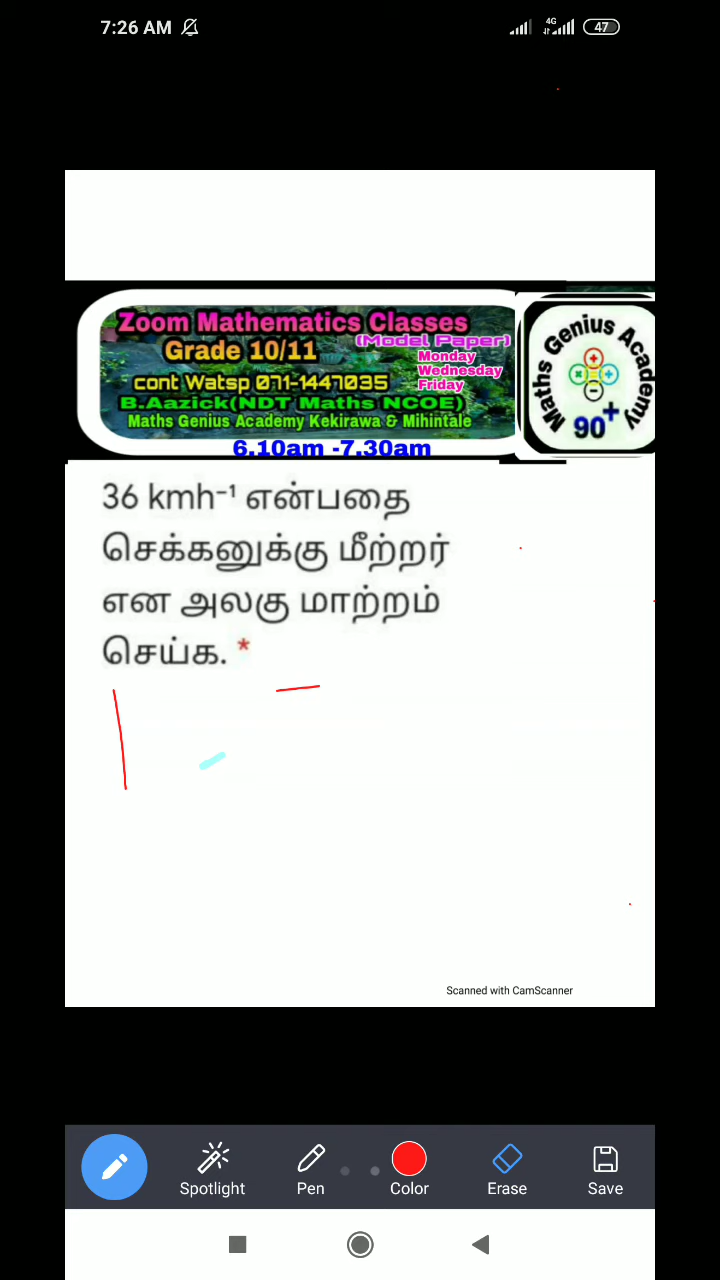 7:26 AM
4G
47
Zoom Mathematics Classes
(Model Paper)
Grade 10/11
Monday
Wednesday
Friday
cont Watsp 071-1447035
B.Aazick(NDT Maths NCOE)
Maths Genius Academy Kekirawa & Mihintale
6.10am -7.30am
Maths Genius Academy
90+
36 kmh⁻¹ என்பதை
செக்கனுக்கு மீற்றர்
என அலகு மாற்றம்
செய்க. *
Scanned with CamScanner
Spotlight
Pen
Color
Erase
Save